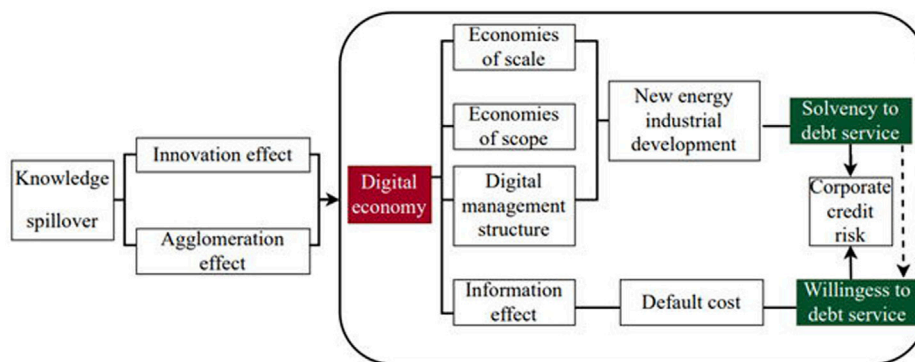 Knowledge
spillover
Innovation effect
Agglomeration
effect
Digital
economy
Economies
of scale
Economies
of scope
Digital
management
structure
Information
effect
New energy
industrial
development
Default cost
Solvency to
debt service
Corporate
credit
risk
Willingess to
debt service